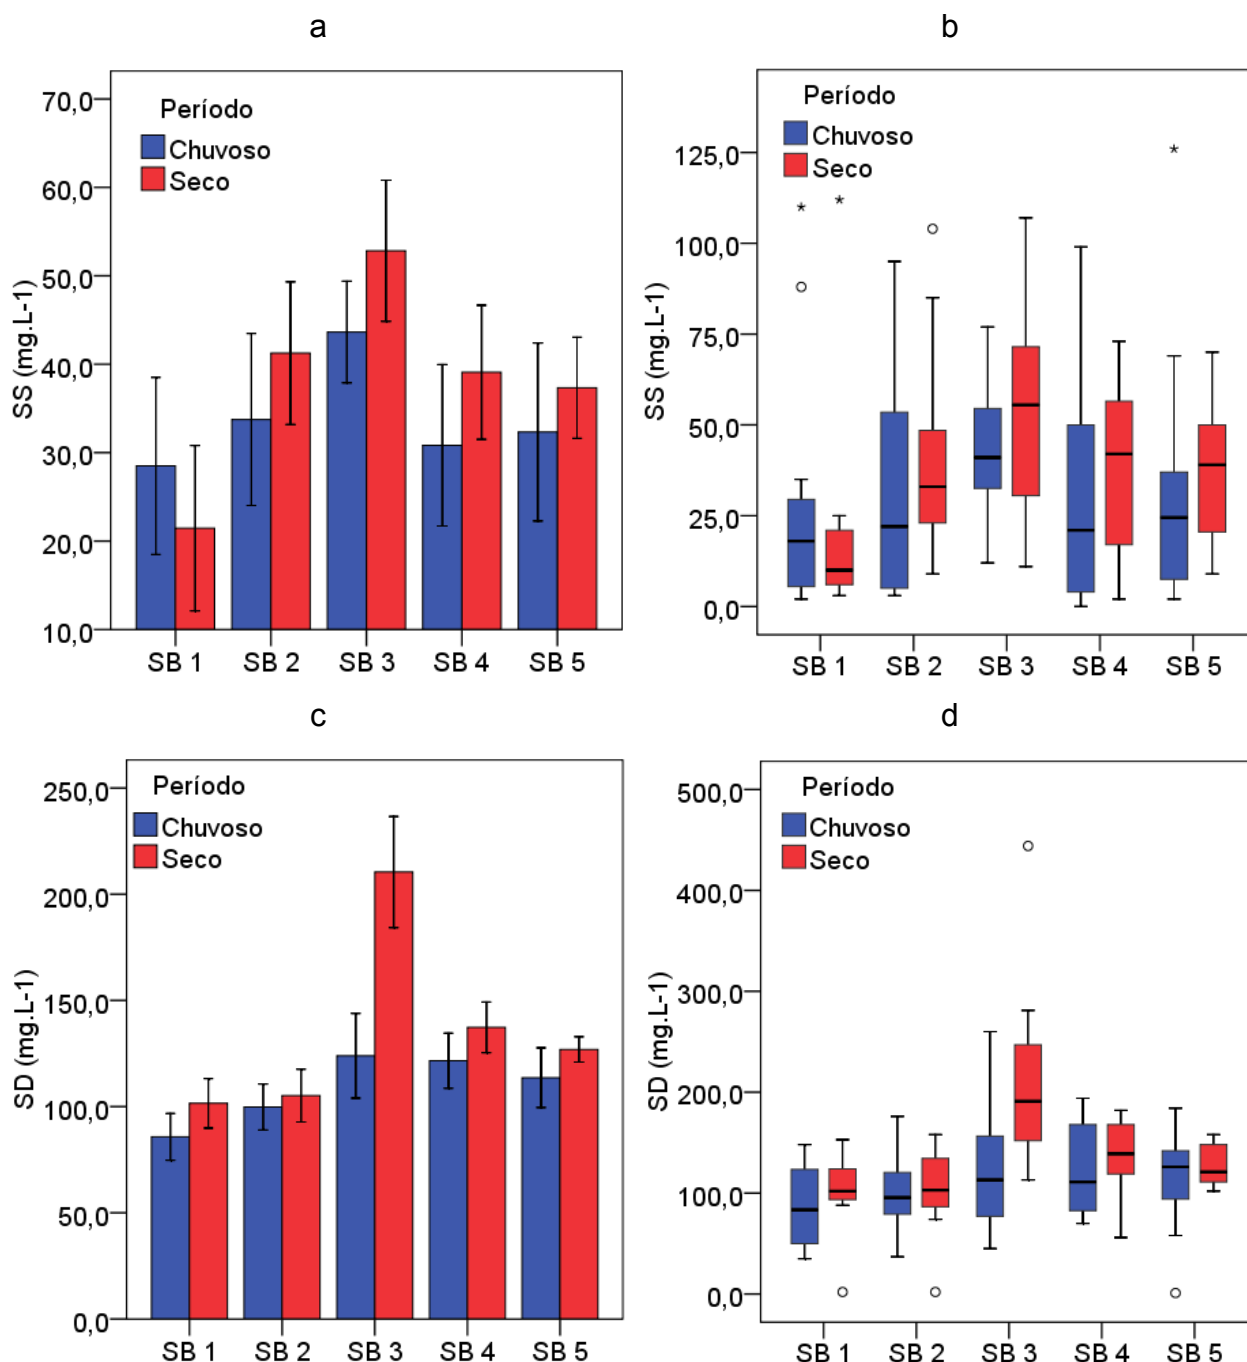 a
Período
Chuvoso
Seco
SS (mg.L-1)
70,0
60,0
50,0
40,0
30,0
20,0
10,0
SB 1 SB 2 SB 3 SB 4 SB 5
b
Período
Chuvoso
Seco
SS (mg.L-1)
125,0
100,0
75,0
50,0
25,0
0,0
SB 1 SB 2 SB 3 SB 4 SB 5
c
Período
Chuvoso
Seco
SD (mg.L-1)
250,0
200,0
150,0
100,0
50,0
0,0
SB 1 SB 2 SB 3 SB 4 SB 5
d
Período
Chuvoso
Seco
SD (mg.L-1)
500,0
400,0
300,0
200,0
100,0
0,0
SB 1 SB 2 SB 3 SB 4 SB 5